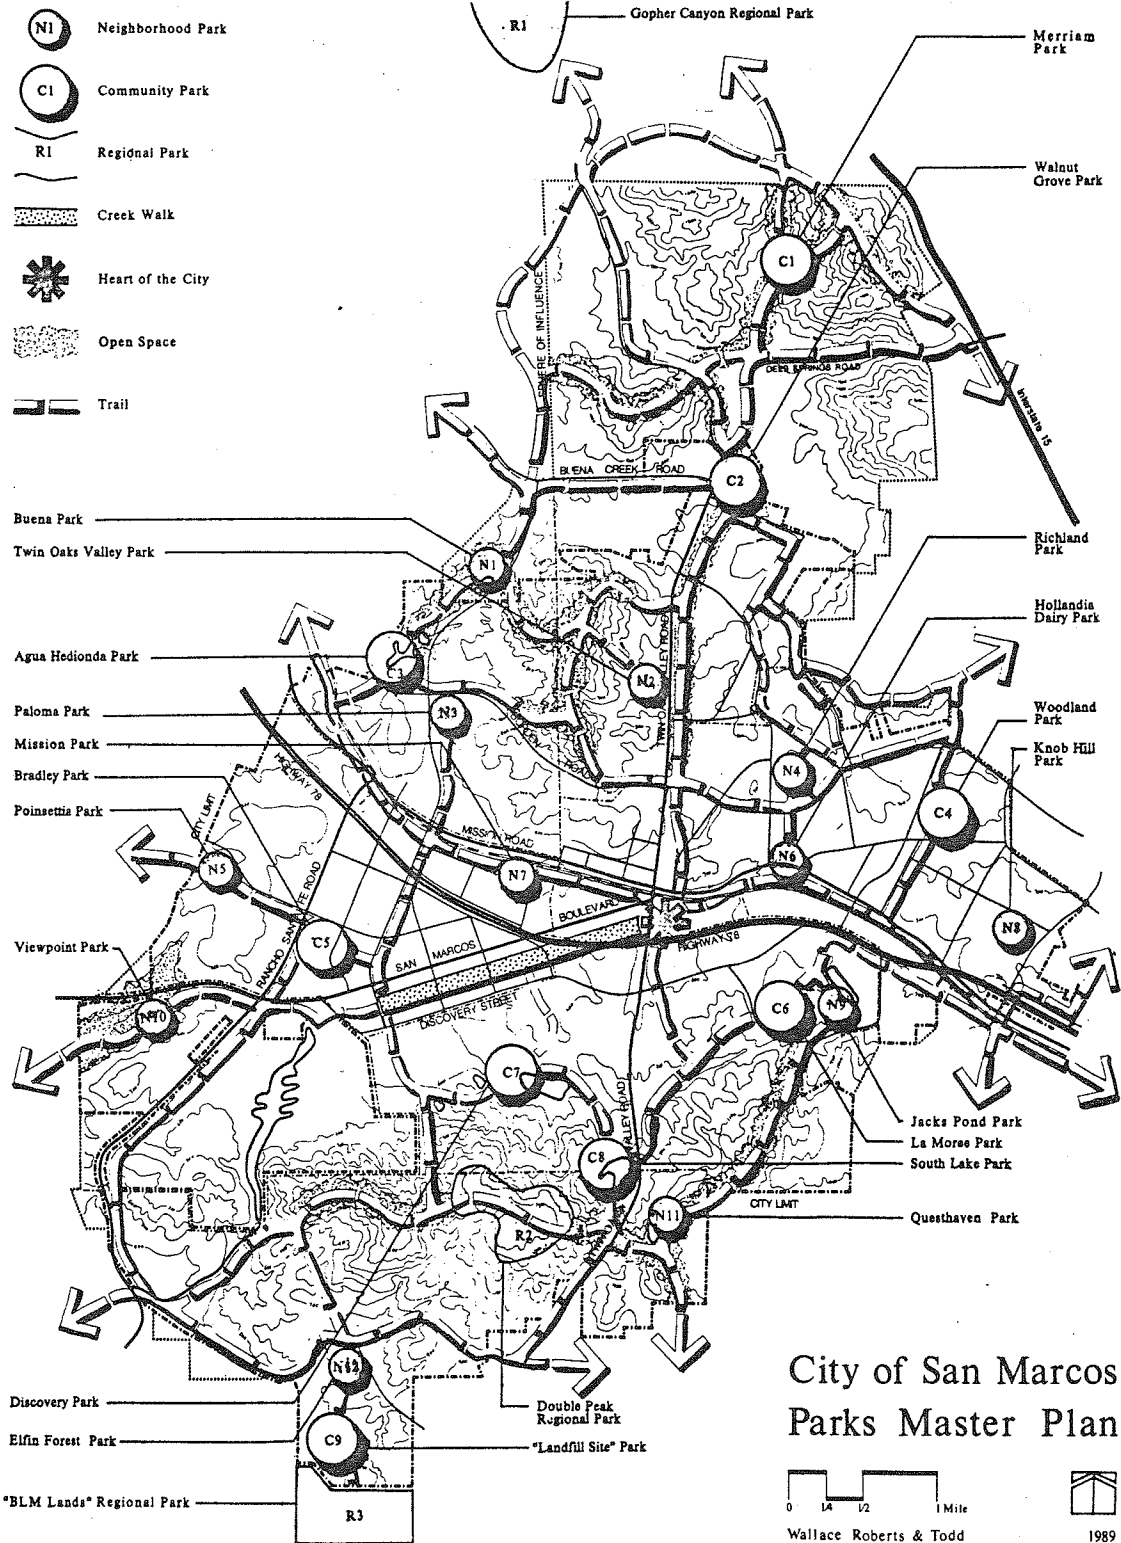 N1 Neighborhood Park
C1 Community Park
R1 Regional Park
Creek Walk
Heart of the City
Open Space
Trail
R1
Gopher Canyon Regional Park
Merriam
Park
Walnut
Grove Park
C1
SPHERE OF INFLUENCE
DEER SPRINGS ROAD
Interstate 15
BUENA CREEK ROAD
C2
Buena Park
Twin Oaks Valley Park
N1
Richland
Park
Hollandia
Dairy Park
Agua Hedionda Park
C3
N2
VALLEY ROAD
Paloma Park
N3
Mission Park
Bradley Park
Poinsettia Park
Woodland
Park
Knob Hill
Park
N4
C4
HIGHWAY 78
ROAD
CITY LIMIT
MISSION ROAD
N5
N6
N7
N8
RANCHO SANTA FE ROAD
C5
SAN MARCOS BOULEVARD
HIGHWAY 78
DISCOVERY STREET
Viewpoint Park
N10
C6
N9
C7
VALLEY ROAD
Jacks Pond Park
La Moree Park
South Lake Park
C8
CITY LIMIT
N11
Questhaven Park
R2
N12
Discovery Park
Elfin Forest Park
C9
Double Peak
Regional Park
"Landfill Site" Park
"BLM Lands" Regional Park
R3
City of San Marcos
Parks Master Plan
0 1/4 1/2 1 Mile
Wallace Roberts & Todd 1989